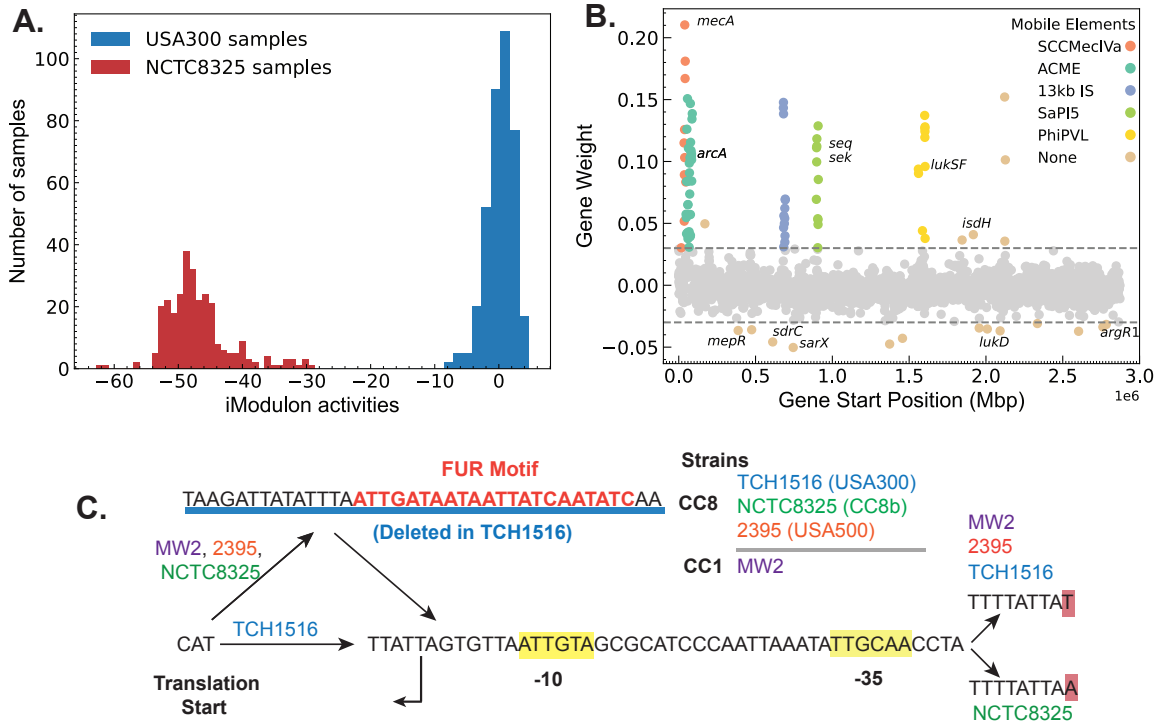 A.
USA300 samples
NCTC8325 samples
Number of samples
100
80
60
40
20
0
−60 −50 −40 −30 −20 −10 0
iModulon activities
B.
Mobile Elements
SCCMecIVa
ACME
13kb IS
SaPI5
PhiPVL
None
mecA
arcA
seq
sek
lukSF
isdH
mepR
sdrC
sarX
lukD
argR1
Gene Weight
0.20
0.15
0.10
0.05
0.00
−0.05
0.0 0.5 1.0 1.5 2.0 2.5 3.0
1e6
Gene Start Position (Mbp)
C.
FUR Motif
TAAGATTATATTTAATTGATAATAATTATCAATATCAA
(Deleted in TCH1516)
Strains
CC8
TCH1516 (USA300)
NCTC8325 (CC8b)
2395 (USA500)
CC1 MW2
MW2, 2395,
NCTC8325
CAT
TCH1516
TTATTAGTGTTAATTGTAGCGCATCCCAATTAAATATTGCAACCTA
-10
-35
Translation
Start
MW2
2395
TCH1516
TTTTATTAT
TTTTATTAA
NCTC8325